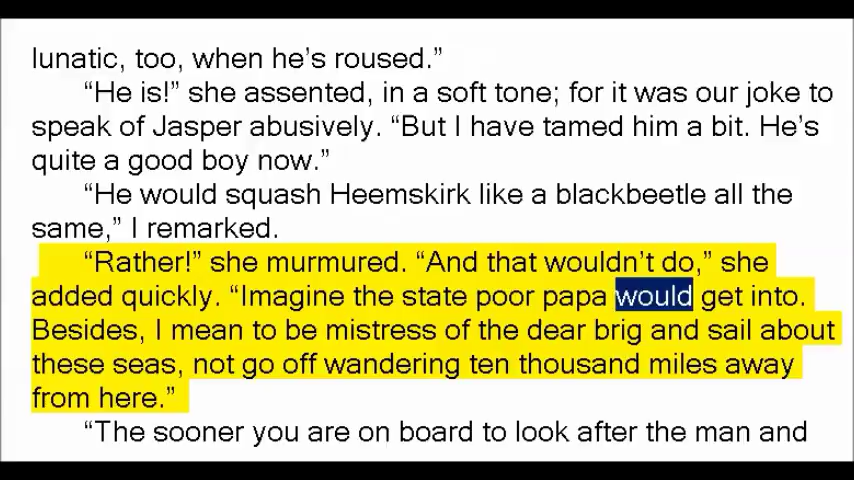 lunatic, too, when he’s roused.”
“He is!” she assented, in a soft tone; for it was our joke to
speak of Jasper abusively. “But I have tamed him a bit. He’s
quite a good boy now.”
“He would squash Heemskirk like a blackbeetle all the
same,” I remarked.
“Rather!” she murmured. “And that wouldn’t do,” she
added quickly. “Imagine the state poor papa would get into.
Besides, I mean to be mistress of the dear brig and sail about
these seas, not go off wandering ten thousand miles away
from here.”
“The sooner you are on board to look after the man and